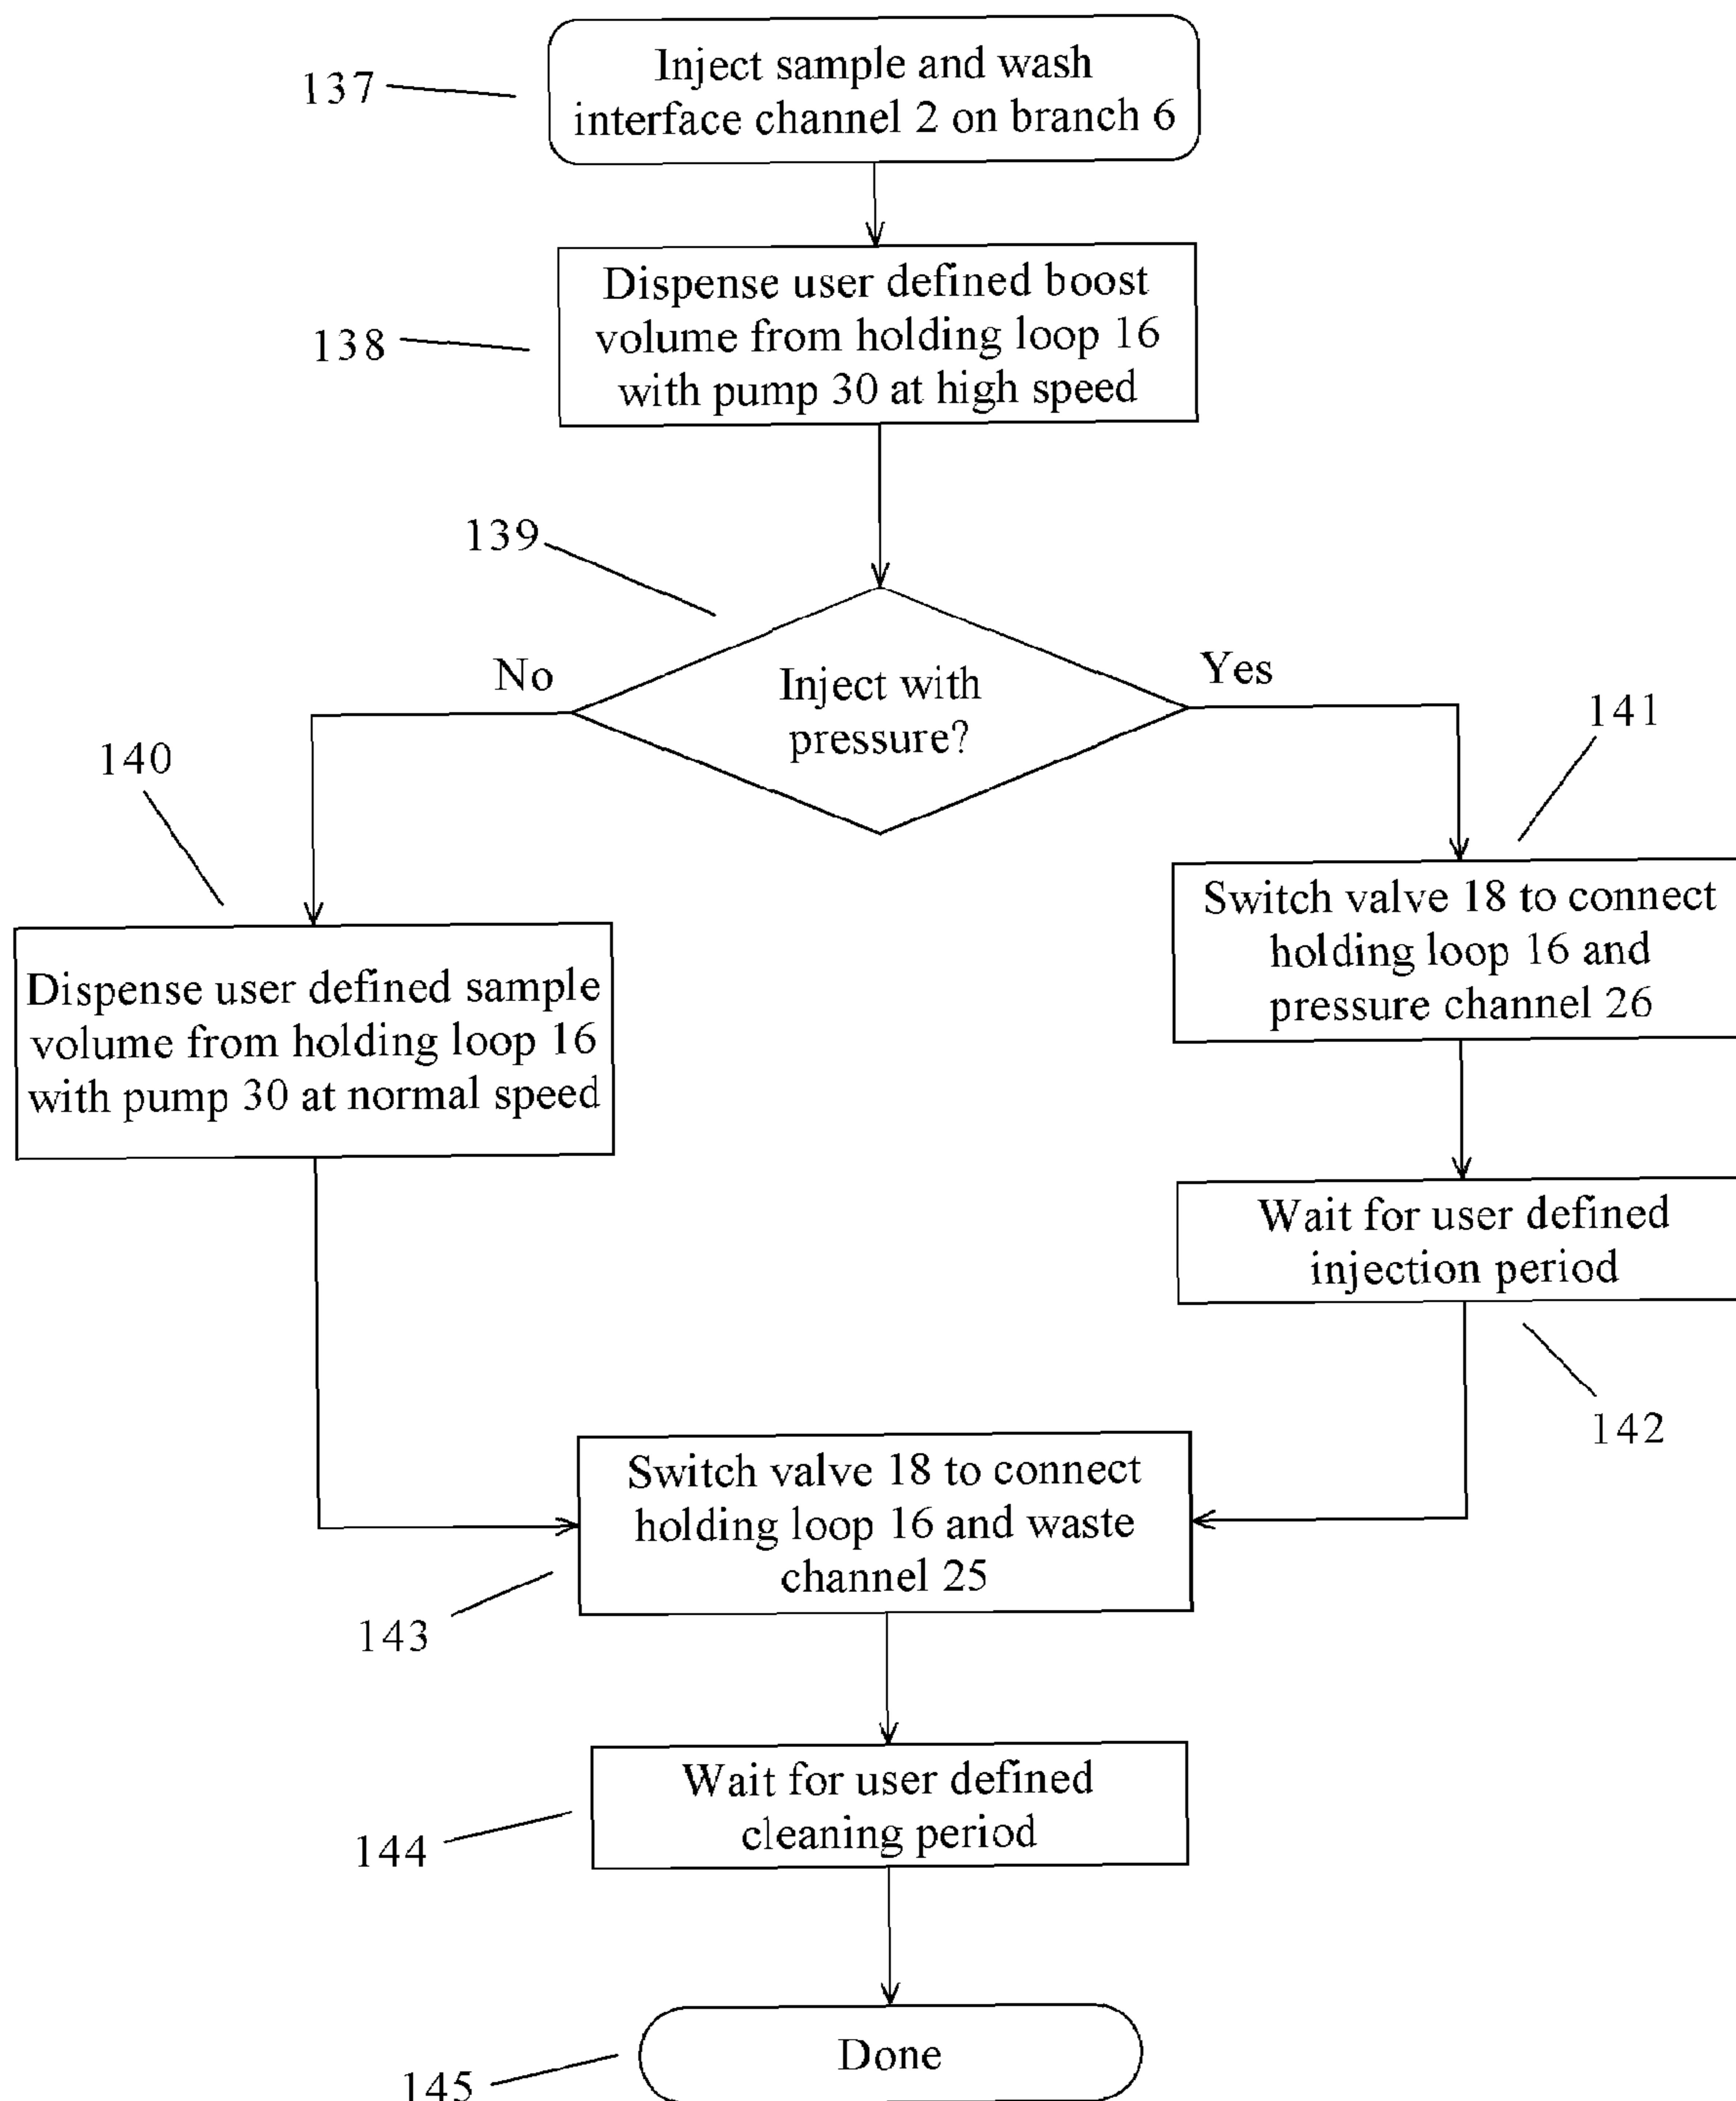 137
Inject sample and wash
interface channel 2 on branch 6
138
Dispense user defined boost
volume from holding loop 16
with pump 30 at high speed
139
No
Inject with
pressure?
Yes
140
141
Dispense user defined sample
volume from holding loop 16
with pump 30 at normal speed
Switch valve 18 to connect
holding loop 16 and
pressure channel 26
Wait for user defined
injection period
142
Switch valve 18 to connect
holding loop 16 and waste
channel 25
143
Wait for user defined
cleaning period
144
Done
145